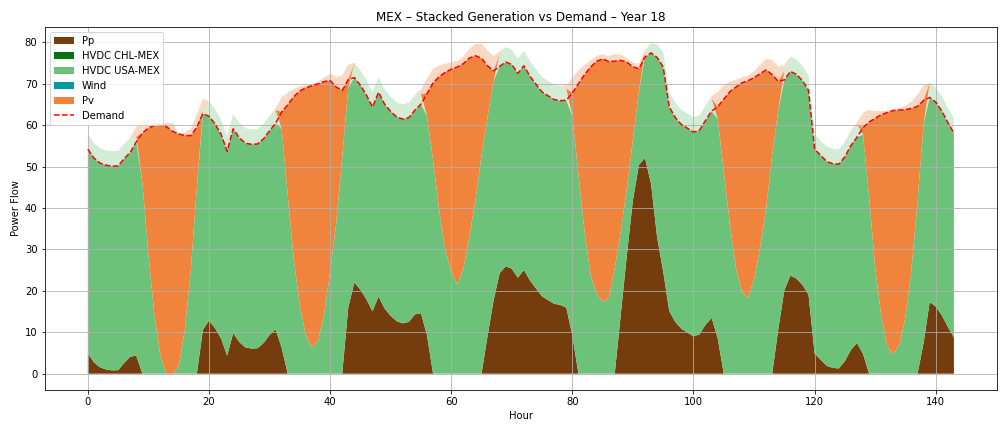 MEX – Stacked Generation vs Demand – Year 18
Pp
HVDC CHL-MEX
HVDC USA-MEX
Wind
Pv
Demand
Power Flow
80
70
60
50
40
30
20
10
0
0 20 40 60 80 100 120 140
Hour